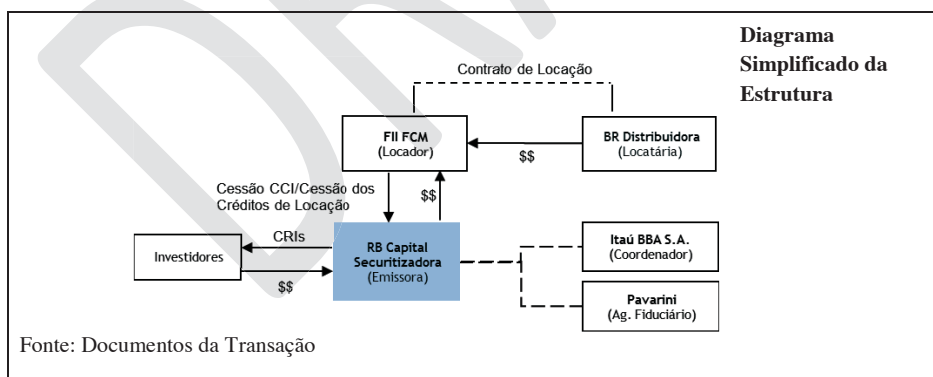 Diagrama
Simplificado da
Estrutura
Contrato de Locação
FII FCM
(Locador)
BR Distribuidora
(Locatária)
$$
Cessão CCI/Cessão dos
Créditos de Locação
$$
CRIs
Investidores
RB Capital
Securitizadora
(Emissora)
$$
Itaú BBA S.A.
(Coordenador)
Pavarini
(Ag. Fiduciário)
Fonte: Documentos da Transação